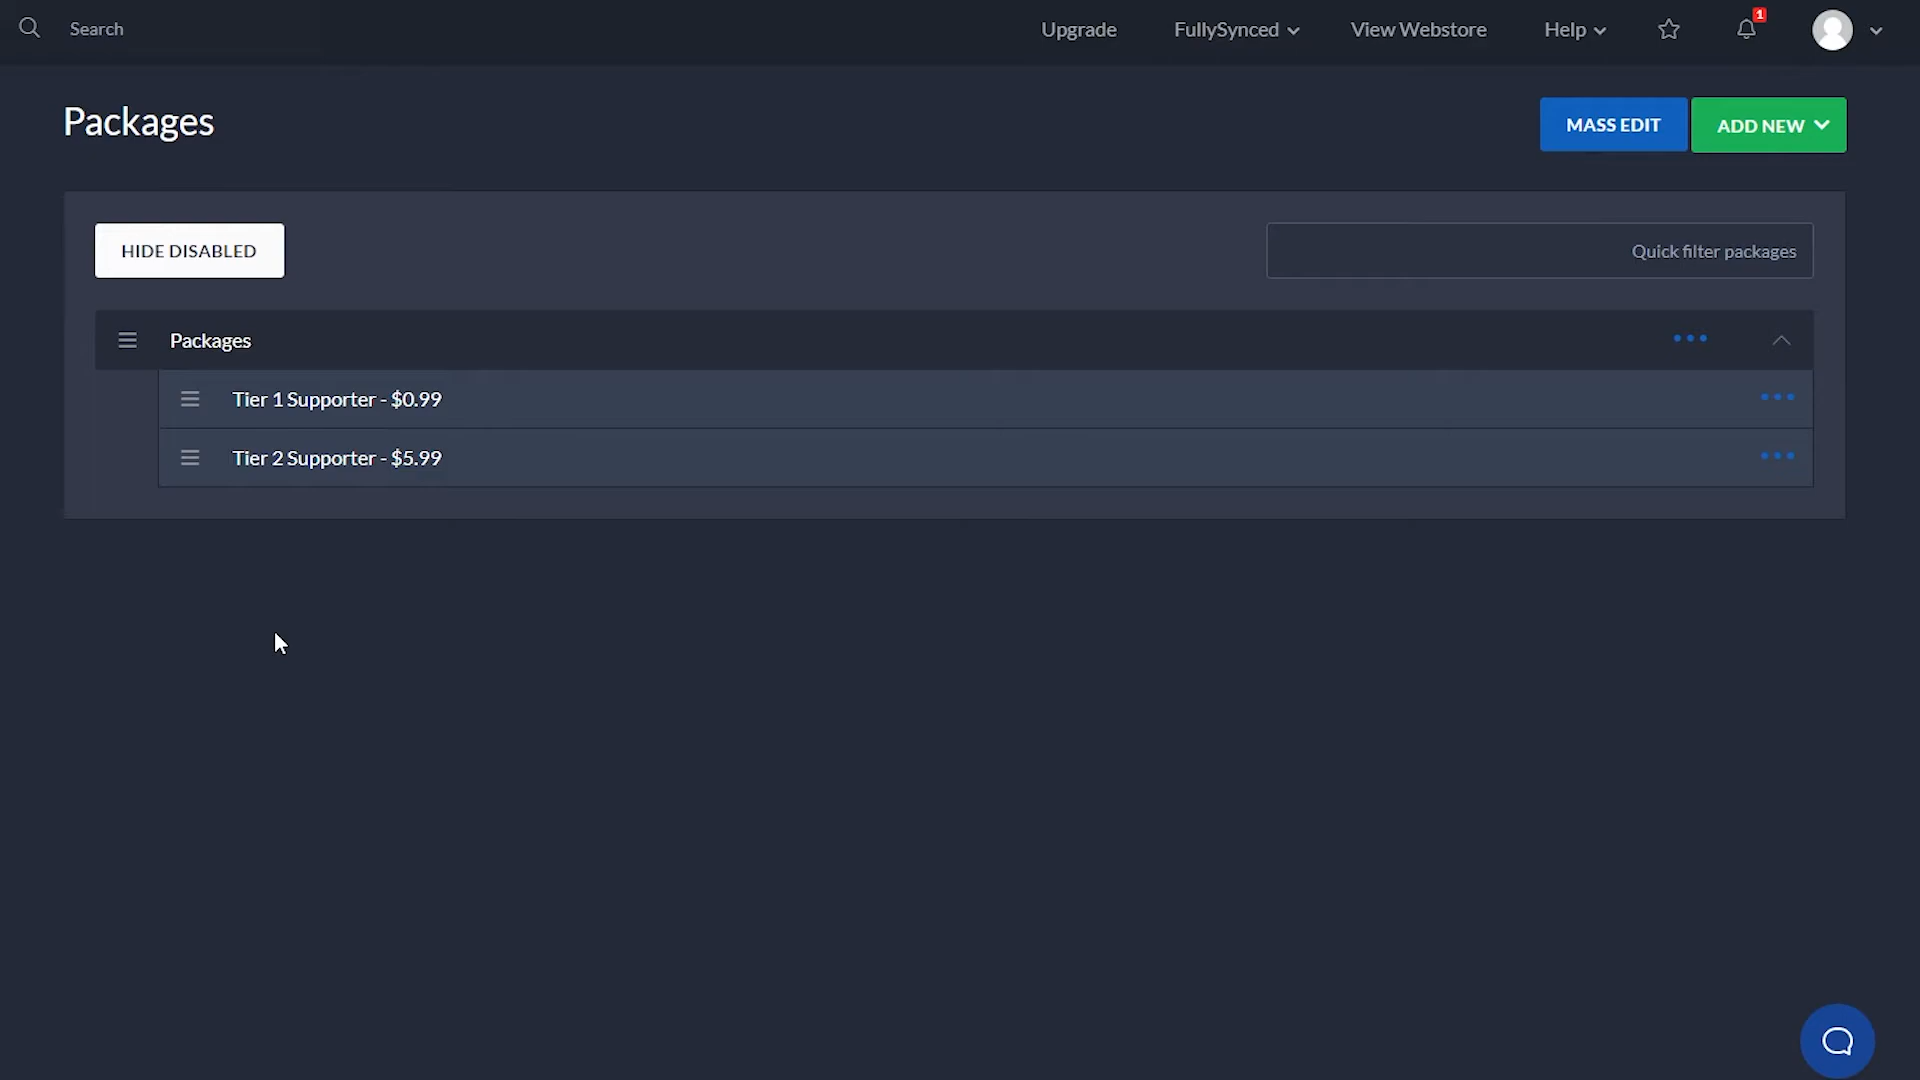 Search
Upgrade
FullySynced
View Webstore
Help
1
Packages
MASS EDIT
ADD NEW
HIDE DISABLED
Quick filter packages
Packages
Tier 1 Supporter - $0.99
Tier 2 Supporter - $5.99